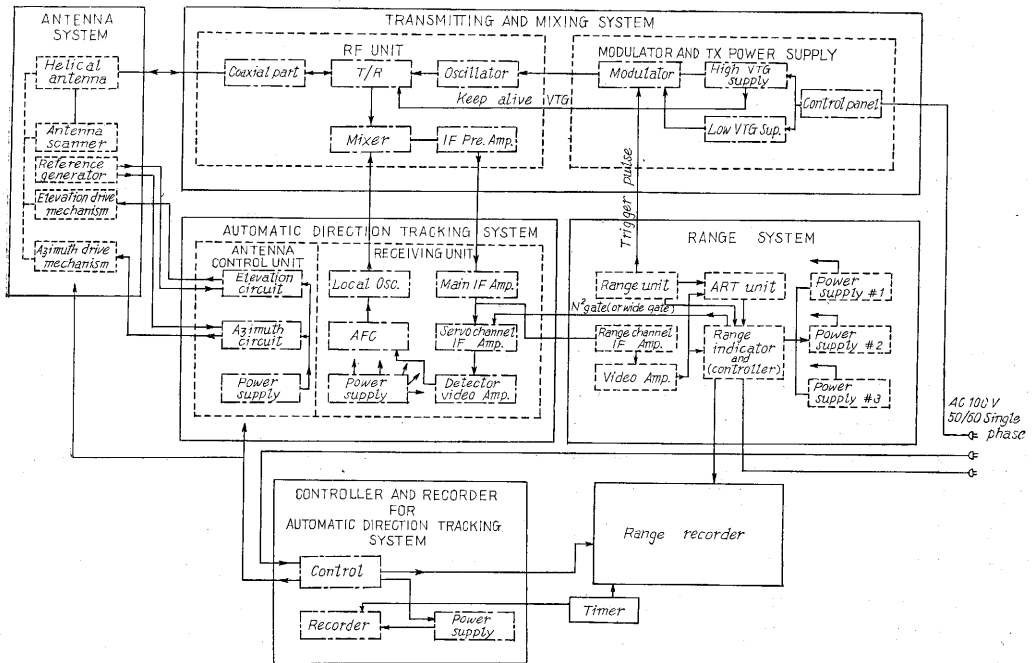 ANTENNA
SYSTEM
Helical
antenna
Antenna
scanner
Reference
generator
Elevation drive
mechanism
Azimuth drive
mechanism
TRANSMITTING AND MIXING SYSTEM
RF UNIT
Coaxial part
T/R
Oscillator
Keep alive VTG
Mixer
IF Pre. Amp.
MODULATOR AND TX POWER SUPPLY
Modulator
High VTG
supply
Control panel
Low VTG Sup.
Trigger pulse
AUTOMATIC DIRECTION TRACKING SYSTEM
ANTENNA
CONTROL UNIT
Elevation
circuit
Azimuth
circuit
Power
supply
RECEIVING UNIT
Local Osc.
Main IF Amp.
AFC
Servo channel
IF Amp.
Power
supply
Detector
video Amp.
RANGE SYSTEM
Range unit
ART unit
N² gate (or wide gate)
Range channel
IF Amp.
Video Amp.
Range
indicator
and
(controller)
Power
supply #1
Power
supply #2
Power
supply #3
AC 100 V
50/60 Single
phase
CONTROLLER AND RECORDER
FOR
AUTOMATIC DIRECTION TRACKING
SYSTEM
Control
Recorder
Power
supply
Range recorder
Timer